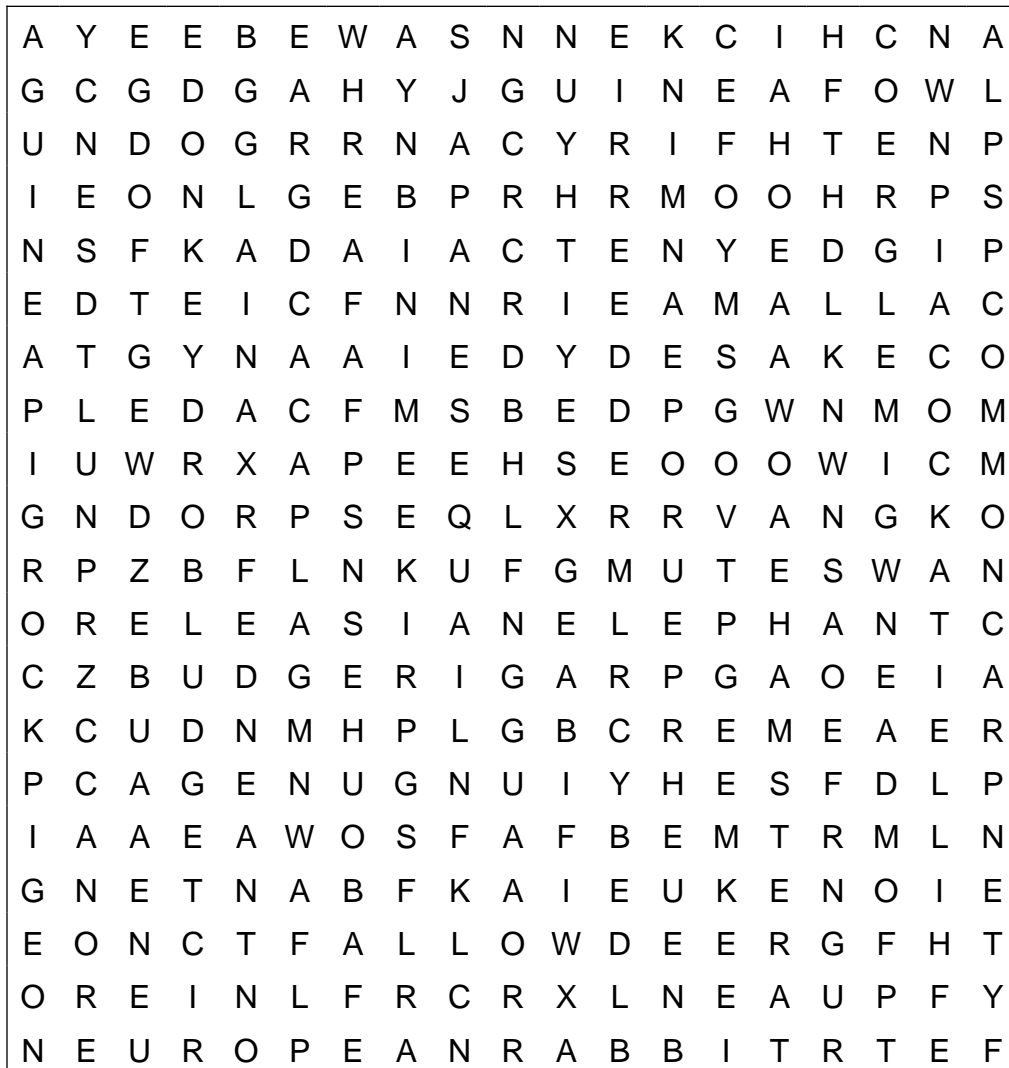 A Y E E B E W A S N N E K C I H C N A
G C G D G A H Y J G U I N E A F O W L
U N D O G R R N A C Y R I F H T E N P
I E O N L G E B P R H R M O O H R P S
N S F K A D A I A C T E N Y E D G I P
E D T E I C F N N R I E A M A L L A C
A T G Y N A A I E D Y D E S A K E C O
P L E D A C F M S B E D P G W N M O M
I U W R X A P E E H S E O O O W I C M
G N D O R P S E Q L X R R V A N G K O
R P Z B F L N K U F G M U T E S W A N
O R E L E A S I A N E L E P H A N T C
C Z B U D G E R I G A R P G A O E I A
K C U D N M H P L G B C R E M E A E R
P C A G E N U G N U I Y H E S F D L P
I A A E A W O S F A F B E M T R M L N
G N E T N A B F K A I E U K E N O I E
E O N C T F A L L O W D E E R G F H T
O R E I N L F R C R X L N E A U P F Y
N E U R O P E A N R A B B I T R T E F